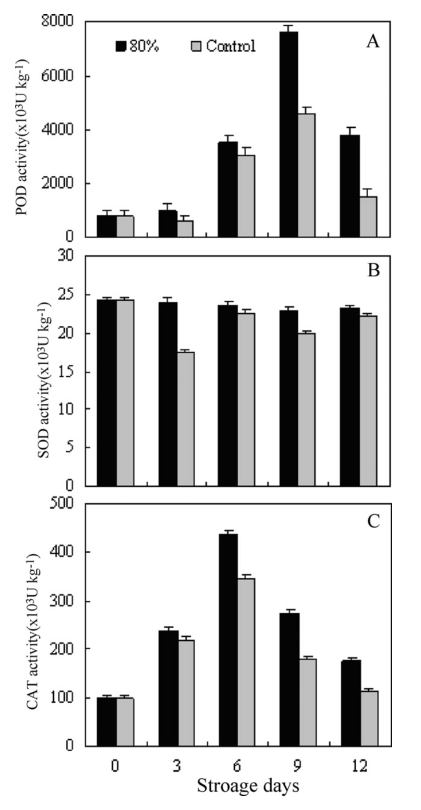 8000
6000
4000
2000
0
POD activity(x10³U kg⁻¹)
80% Control
A
30
25
20
15
10
5
0
SOD activity(x10³U kg⁻¹)
B
500
400
300
200
100
0
CAT activity(x10³U kg⁻¹)
C
0 3 6 9 12
Stroage days